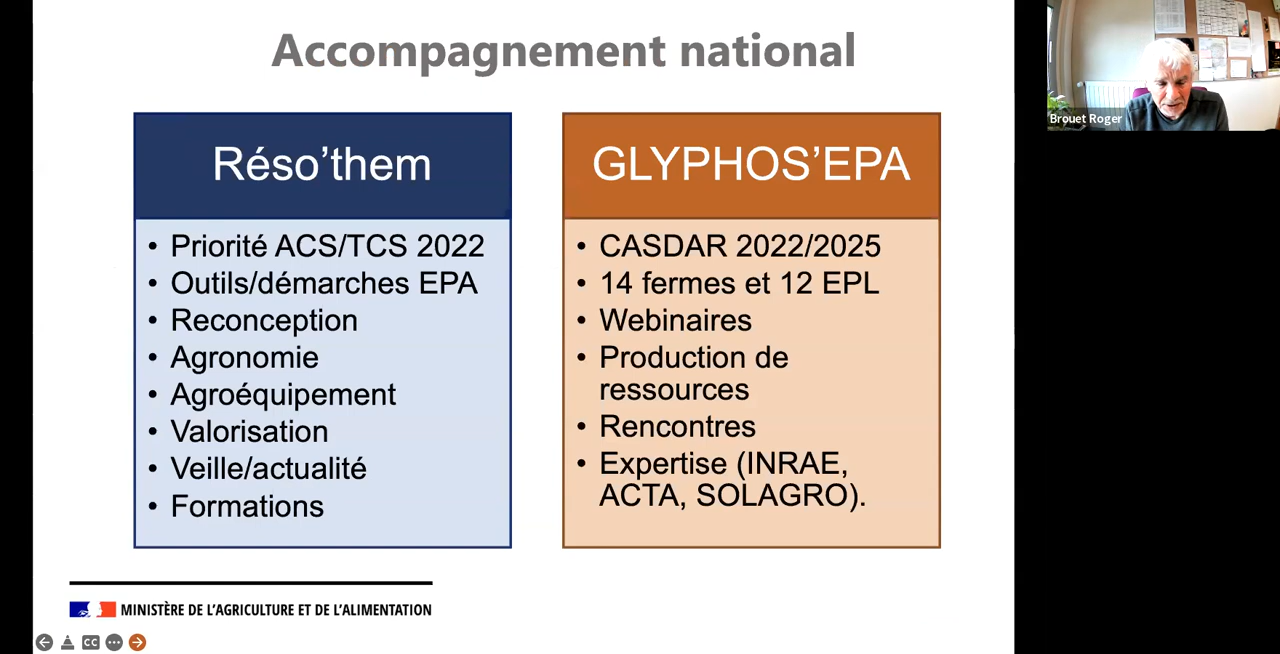 Accompagnement national
Réso’them
• Priorité ACS/TCS 2022
• Outils/démarches EPA
• Reconception
• Agronomie
• Agroéquipement
• Valorisation
• Veille/actualité
• Formations
GLYPHOS’EPA
• CASDAR 2022/2025
• 14 fermes et 12 EPL
• Webinaires
• Production de
ressources
• Rencontres
• Expertise (INRAE,
ACTA, SOLAGRO).
MINISTÈRE DE L’AGRICULTURE ET DE L’ALIMENTATION
CC
Brouet Roger